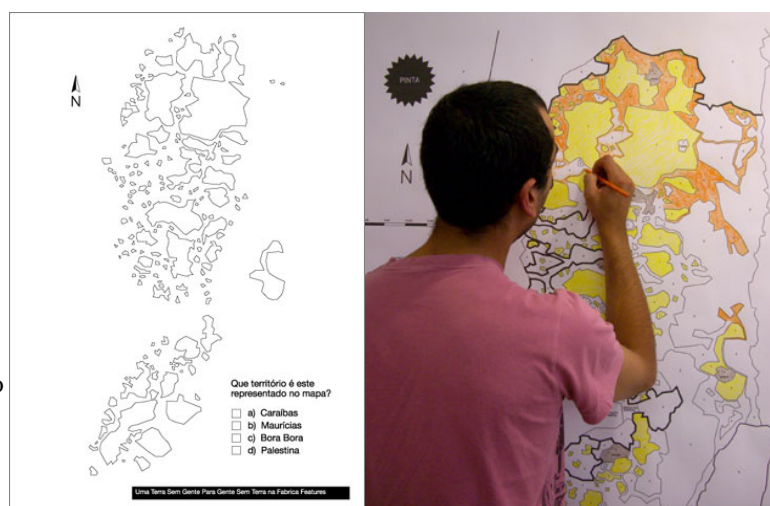 N
Que território é este
representado no mapa?
a) Caraíbas
b) Maurícias
c) Bora Bora
d) Palestina
Uma Terra Sem Gente Para Gente Sem Terra na Fabrica Features
PINTA
N